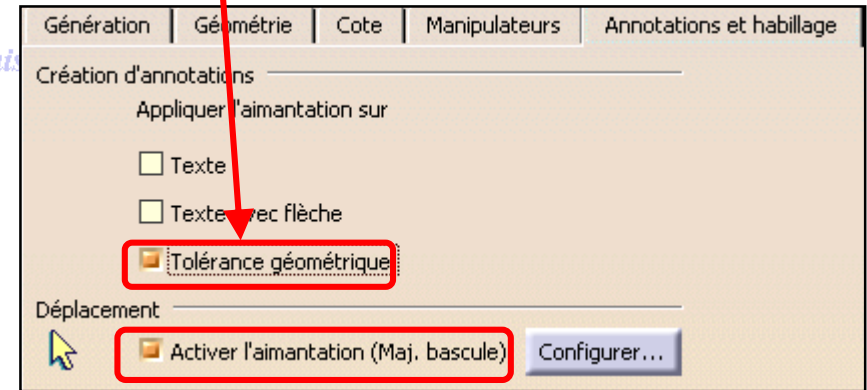 Génération Géométrie Cote Manipulateurs Annotations et habillage
Création d'annotations
Appliquer l'aimantation sur
Texte
Texte avec flèche
Tolérance géométrique
Déplacement
Activer l'aimantation (Maj. bascule) Configurer...